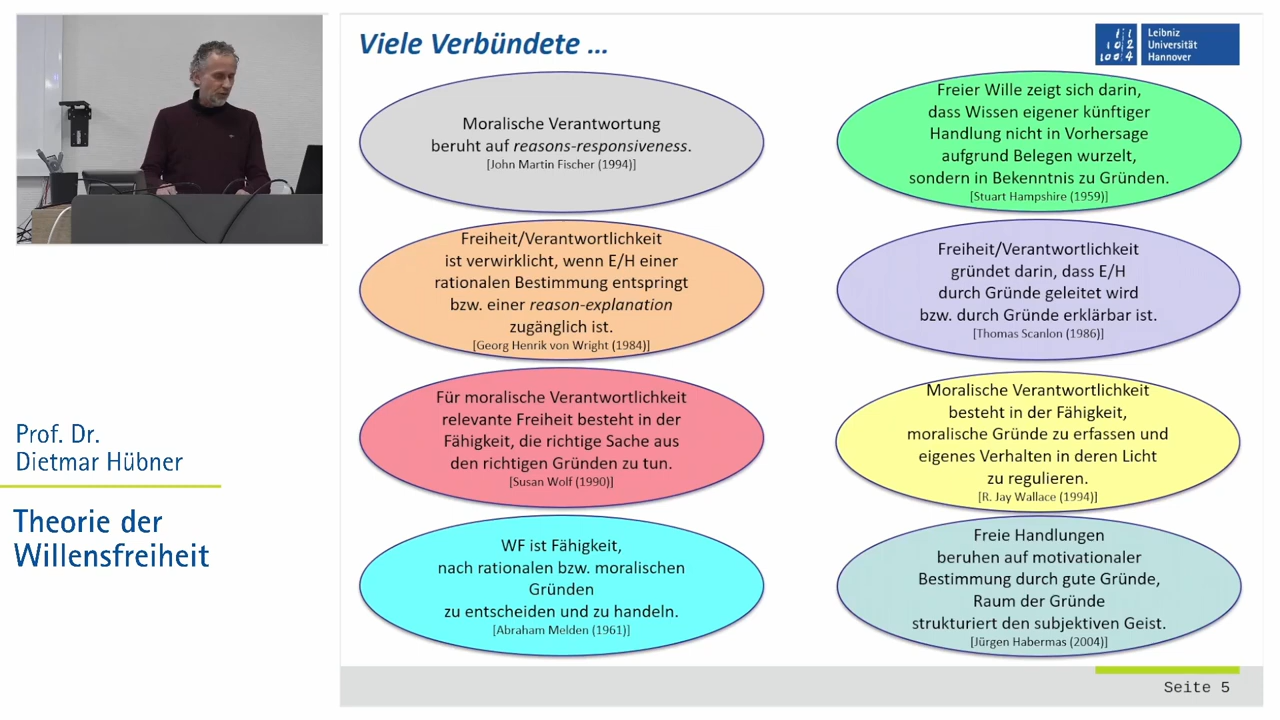 Viele Verbündete ...
Leibniz
Universität
Hannover
Moralische Verantwortung
beruht auf reasons-responsiveness.
[John Martin Fischer (1994)]
Freier Wille zeigt sich darin,
dass Wissen eigener künftiger
Handlung nicht in Vorhersage
aufgrund Belegen wurzelt,
sondern in Bekenntnis zu Gründen.
[Stuart Hampshire (1959)]
Freiheit/Verantwortlichkeit
ist verwirklicht, wenn E/H einer
rationalen Bestimmung entspringt
bzw. einer reason-explanation
zugänglich ist.
[Georg Henrik von Wright (1984)]
Freiheit/Verantwortlichkeit
gründet darin, dass E/H
durch Gründe geleitet wird
bzw. durch Gründe erklärbar ist.
[Thomas Scanlon (1986)]
Für moralische Verantwortlichkeit
relevante Freiheit besteht in der
Fähigkeit, die richtige Sache aus
den richtigen Gründen zu tun.
[Susan Wolf (1990)]
Moralische Verantwortlichkeit
besteht in der Fähigkeit,
moralische Gründe zu erfassen und
eigenes Verhalten in deren Licht
zu regulieren.
[R. Jay Wallace (1994)]
WF ist Fähigkeit,
nach rationalen bzw. moralischen
Gründen
zu entscheiden und zu handeln.
[Abraham Melden (1961)]
Freie Handlungen
beruhen auf motivationaler
Bestimmung durch gute Gründe,
Raum der Gründe
strukturiert den subjektiven Geist.
[Jürgen Habermas (2004)]
Prof. Dr.
Dietmar Hübner
Theorie der
Willensfreiheit
Seite 5